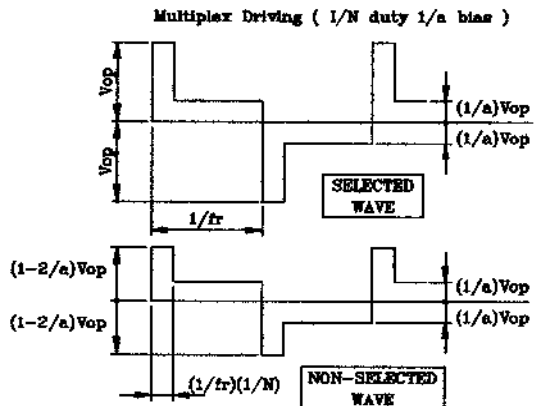 Multiplex Driving ( I/N duty 1/a bias )
Vop
Vop
(1/a)Vop
(1/a)Vop
SELECTED
WAVE
1/fr
(1-2/a)Vop
(1-2/a)Vop
(1/a)Vop
(1/a)Vop
(1/fr)(1/N)
NON-SELECTED
WAVE